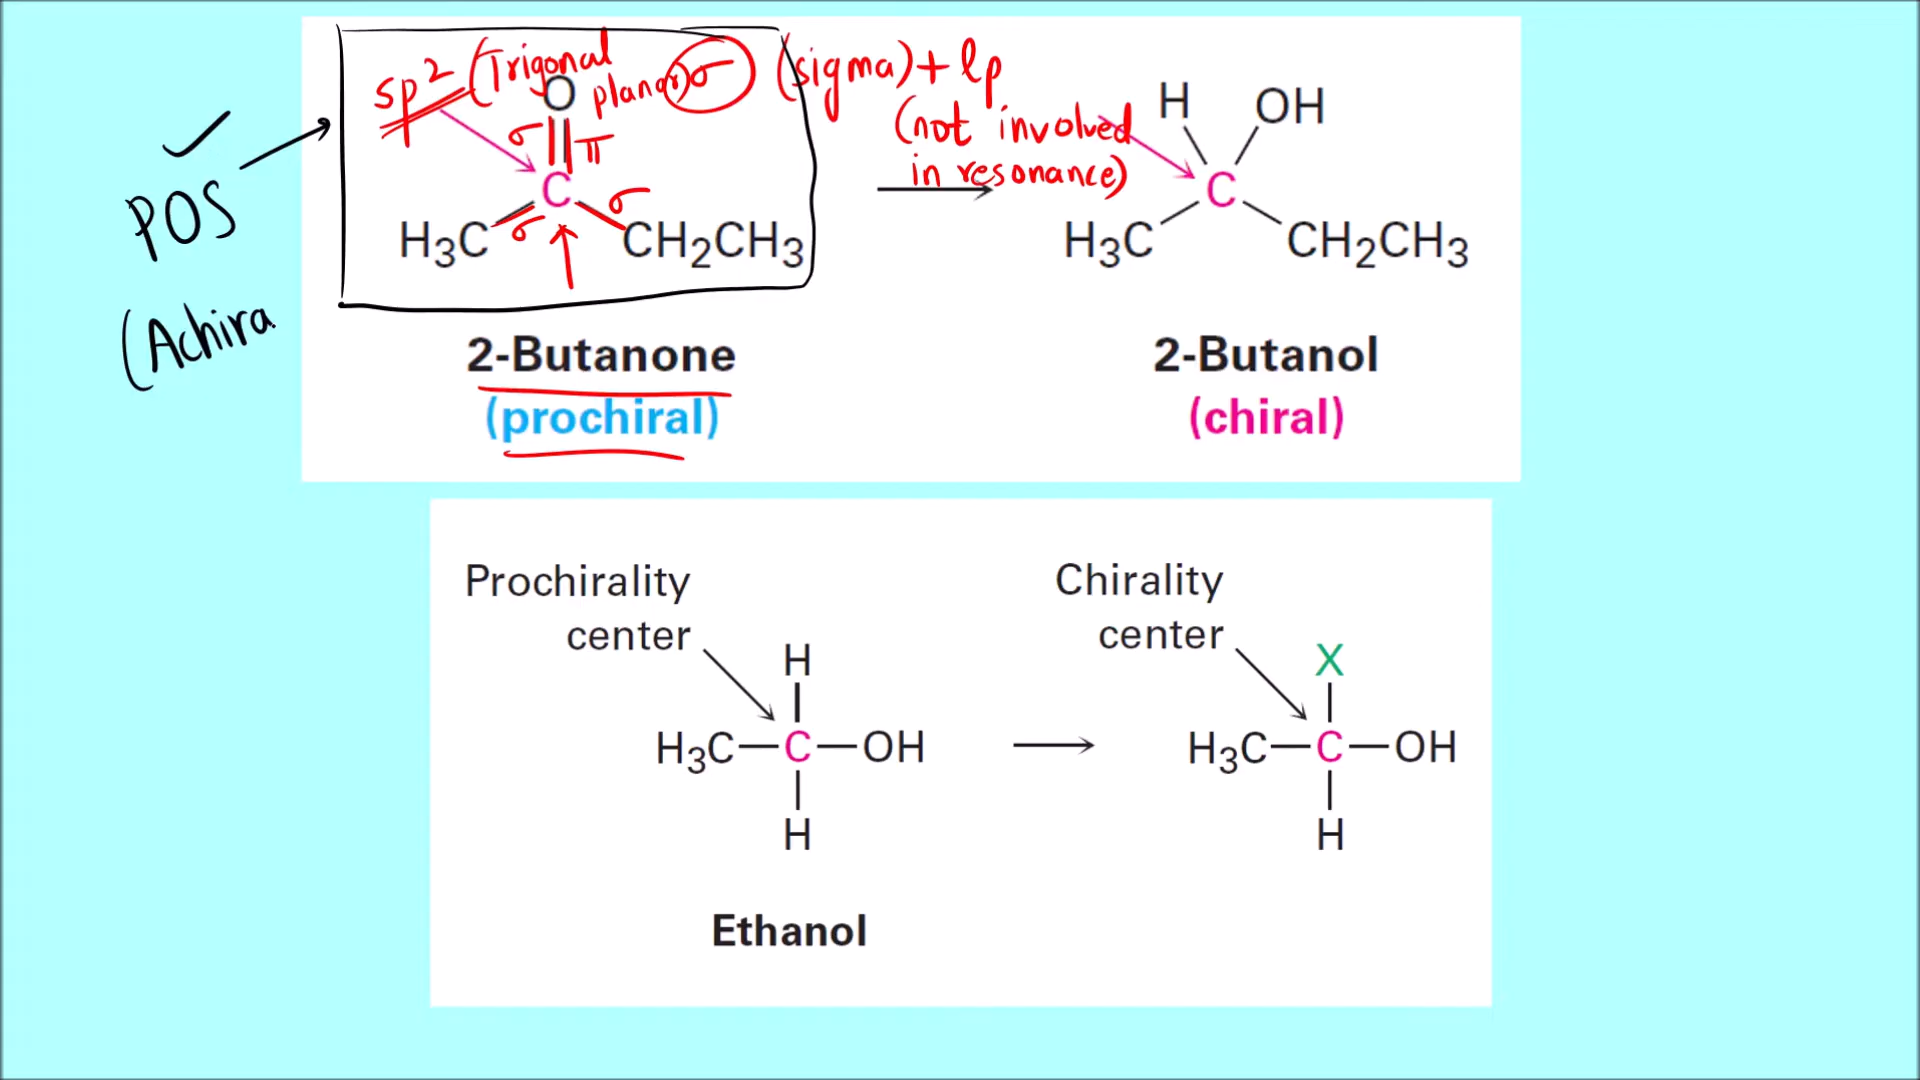 sp² (Trigonal planar)
σ (sigma) + lp
(not involved
in resonance)
O
σ π
C
σ σ
H₃C CH₂CH₃
H OH
C
H₃C CH₂CH₃
POS
(Achira
2-Butanone
(prochiral)
2-Butanol
(chiral)
Prochirality
center
H
H₃C—C—OH
H
Ethanol
Chirality
center
X
H₃C—C—OH
H